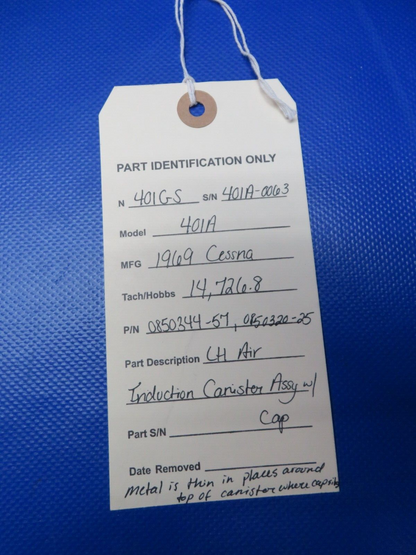 PART IDENTIFICATION ONLY
N 401GS S/N 401A-0063
Model 401A
MFG 1969 Cessna
Tach/Hobbs 14,726.8
P/N 0850344-57, 0850320-25
Part Description LH Air
Induction Canister Assy w/
Part S/N Cap
Date Removed
Metal is thin in places around
top of canister where cap sits